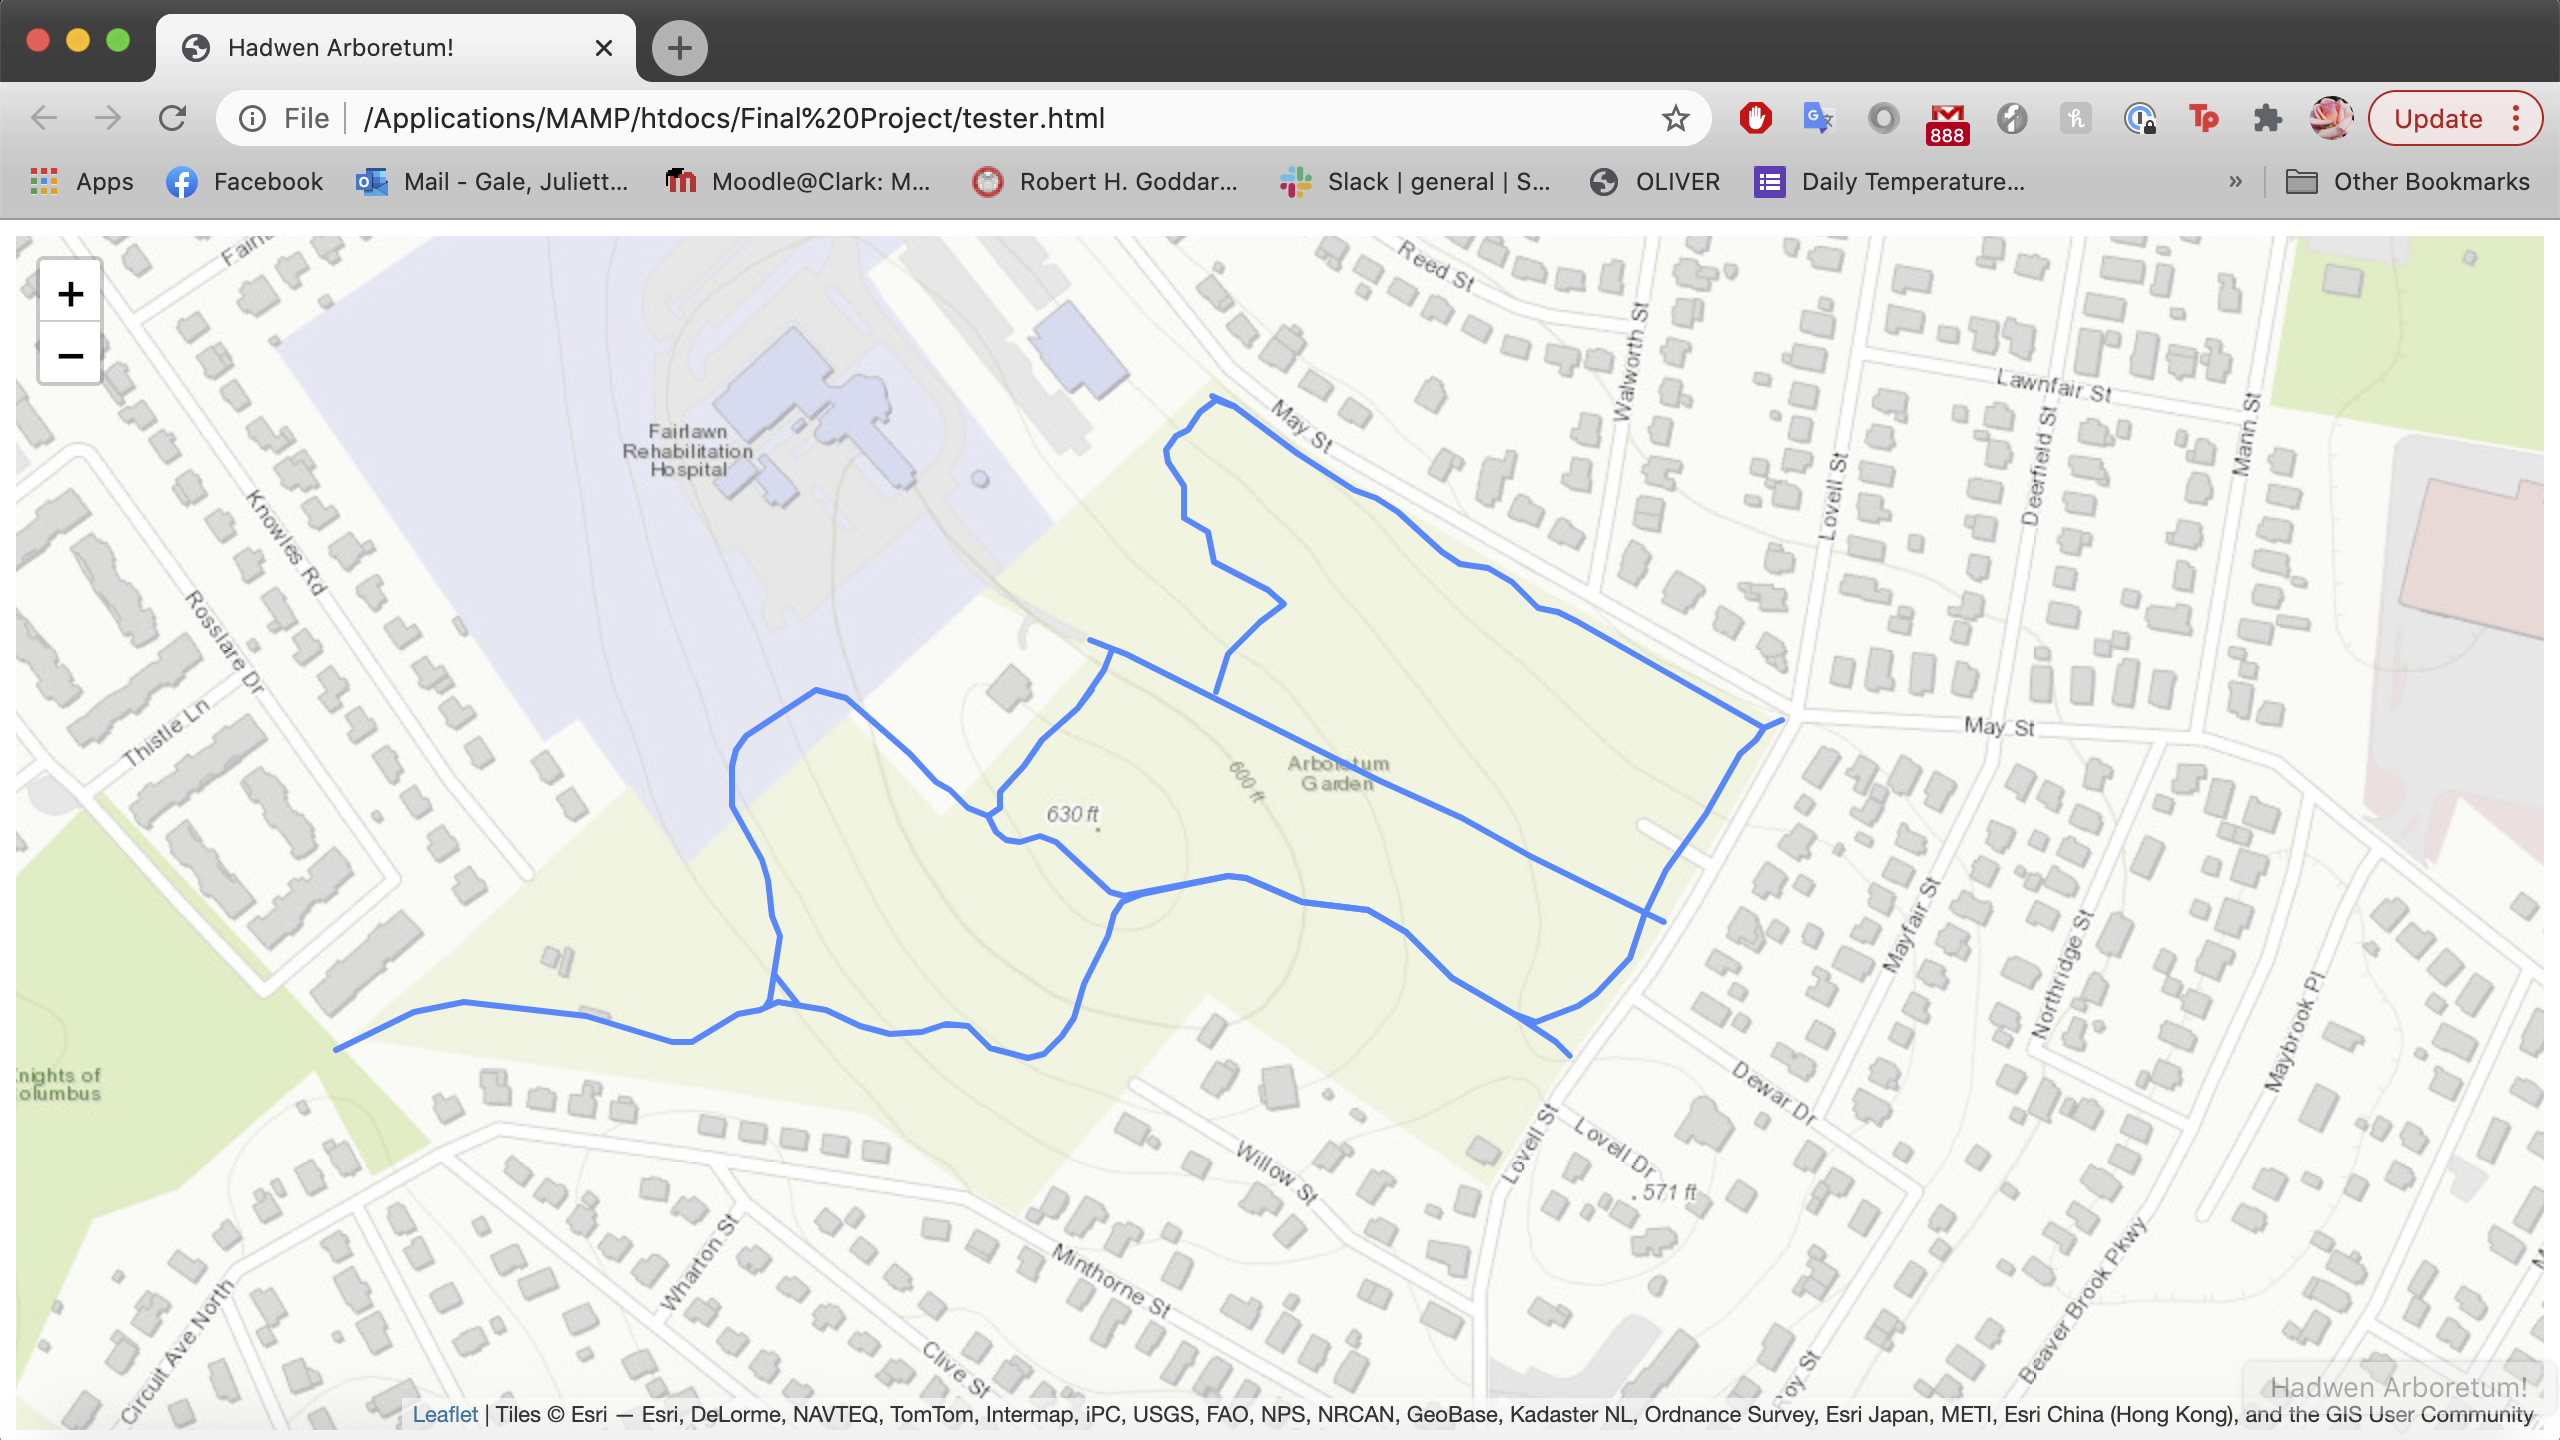 Hadwen Arboretum!
File /Applications/MAMP/htdocs/Final%20Project/tester.html
888
Update
Apps
Facebook
Mail - Gale, Juliett...
Moodle@Clark: M...
Robert H. Goddar...
Slack | general | S...
OLIVER
Daily Temperature...
»
Other Bookmarks
+
−
Reed St
Walworth St
Lawnfair St
May St
Fairlawn
Rehabilitation
Hospital
Lovell St
Deerfield St
Mann St
Knowles Rd
Rosslare Dr
Thistle Ln
May St
Arboretum
Garden
600 ft
630 ft
Mayfair St
Northridge St
Maybrook Pl
nights of
olumbus
Dewar Dr
Lovell St
Lovell Dr
571 ft
Willow St
Wharton St
Minthorne St
Circuit Ave North
Clive St
Beaver Brook Pkwy
Roy St
Hadwen Arboretum!
Leaflet | Tiles © Esri — Esri, DeLorme, NAVTEQ, TomTom, Intermap, iPC, USGS, FAO, NPS, NRCAN, GeoBase, Kadaster NL, Ordnance Survey, Esri Japan, METI, Esri China (Hong Kong), and the GIS User Community